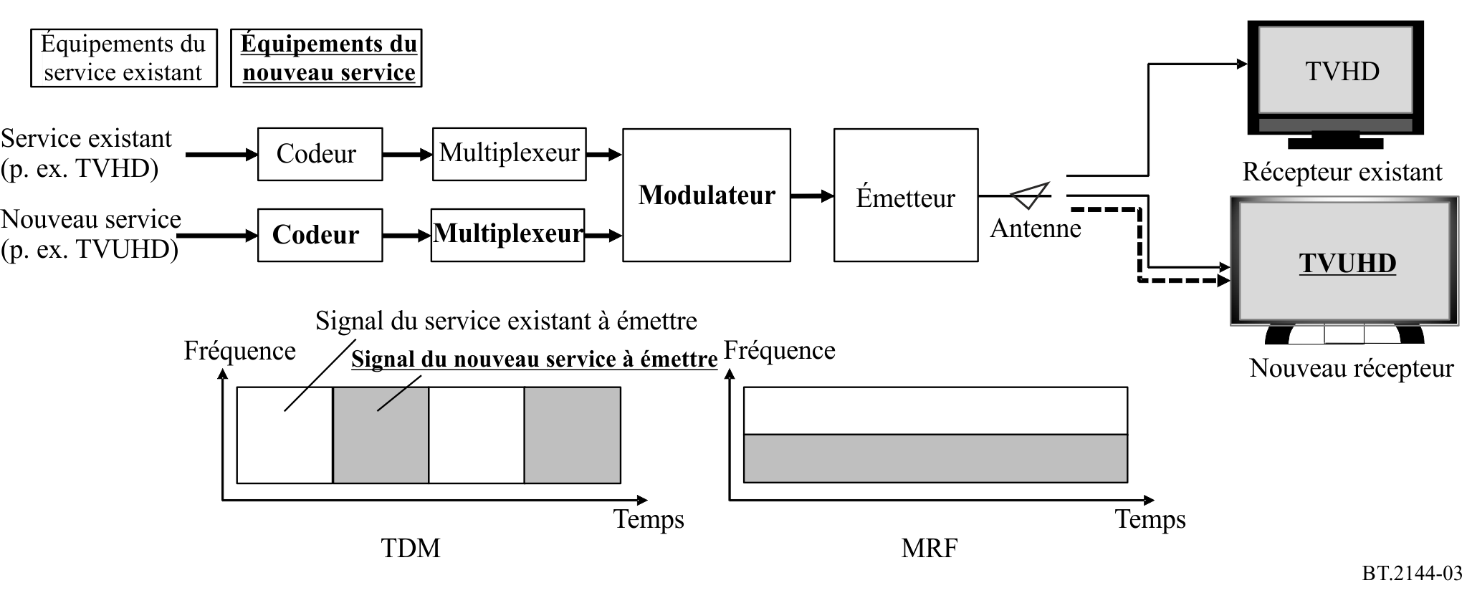 Équipements du
service existant
Équipements du
nouveau service
TVHD
Service existant
(p. ex. TVHD)
Codeur
Multiplexeur
Modulateur
Émetteur
Antenne
Récepteur existant
Nouveau service
(p. ex. TVUHD)
Codeur
Multiplexeur
TVUHD
Nouveau récepteur
Signal du service existant à émettre
Fréquence
Signal du nouveau service à émettre
Temps
TDM
Fréquence
Temps
MRF
BT.2144-03